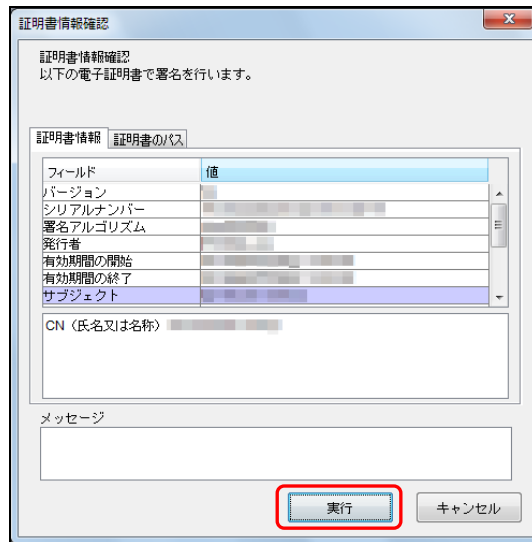 証明書情報確認
証明書情報確認
以下の電子証明書で署名を行います。
証明書情報 証明書のパス
フィールド 値
バージョン
シリアルナンバー
署名アルゴリズム
発行者
有効期間の開始
有効期間の終了
サブジェクト
CN（氏名又は名称）
メッセージ
実行 キャンセル